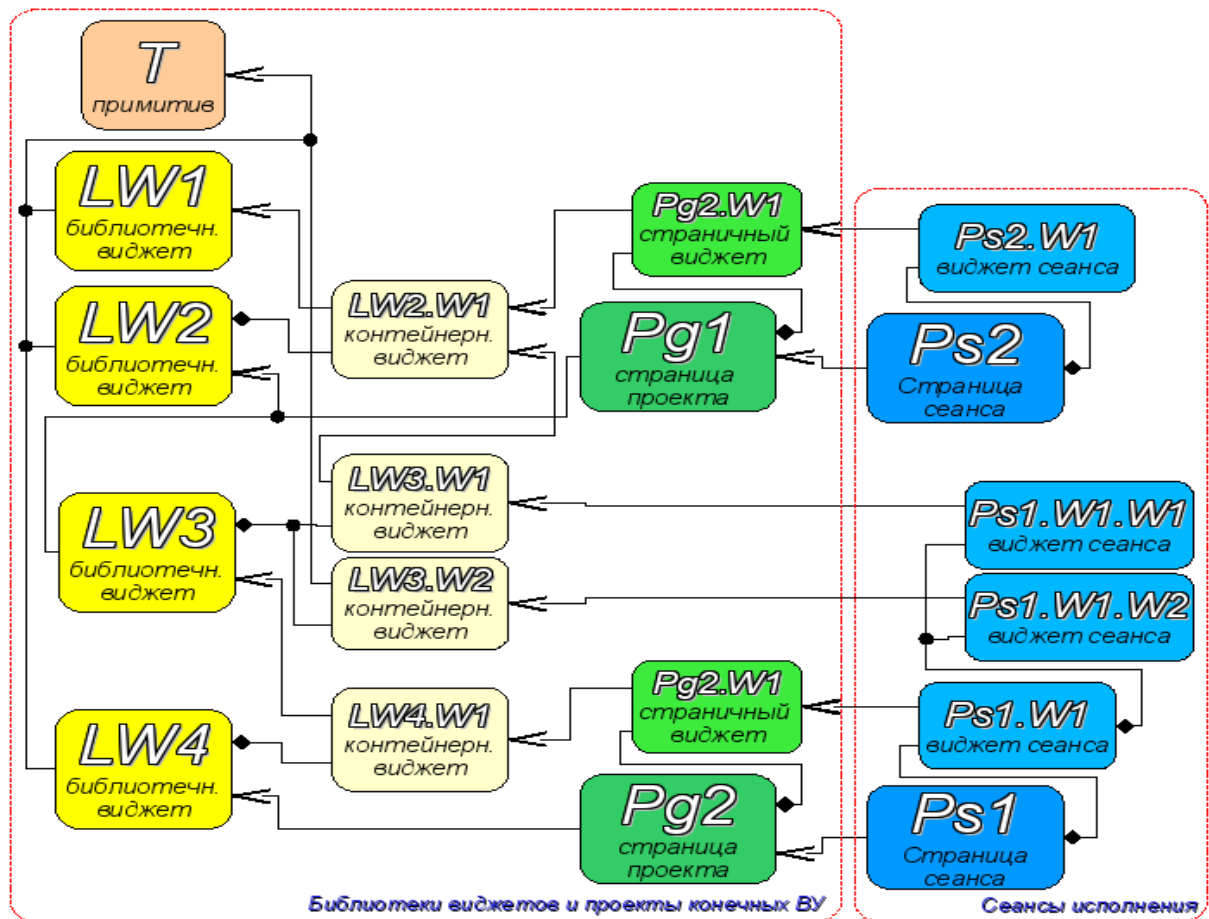 T
примитив
LW1
библиотечн.
виджет
LW2
библиотечн.
виджет
LW3
библиотечн.
виджет
LW4
библиотечн.
виджет
LW2.W1
контейнерн.
виджет
LW3.W1
контейнерн.
виджет
LW3.W2
контейнерн.
виджет
LW4.W1
контейнерн.
виджет
Pg2.W1
страничный
виджет
Pg1
страница
проекта
Pg2.W1
страничный
виджет
Pg2
страница
проекта
Библиотеки виджетов и проекты конечных ВУ
Ps2.W1
виджет сеанса
Ps2
Страница
сеанса
Ps1.W1.W1
виджет сеанса
Ps1.W1.W2
виджет сеанса
Ps1.W1
виджет сеанса
Ps1
Страница
сеанса
Сеансы исполнения